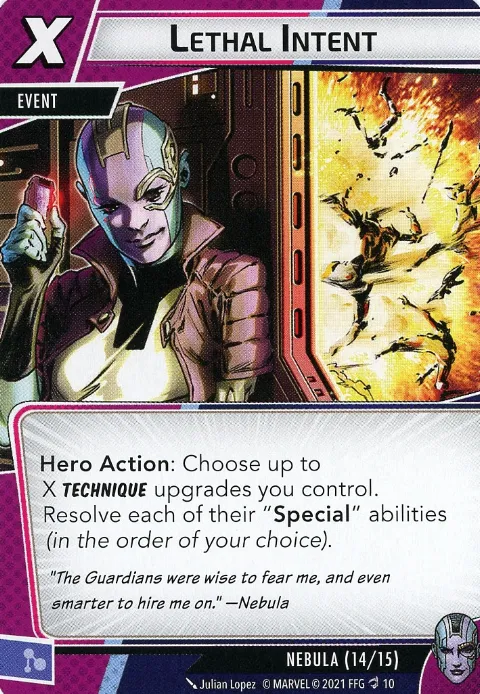 X
LETHAL INTENT
EVENT
Hero Action: Choose up to
X TECHNIQUE upgrades you control.
Resolve each of their “Special” abilities
(in the order of your choice).
"The Guardians were wise to fear me, and even
smarter to hire me on." —Nebula
NEBULA (14/15)
Julian Lopez © MARVEL © 2021 FFG 10